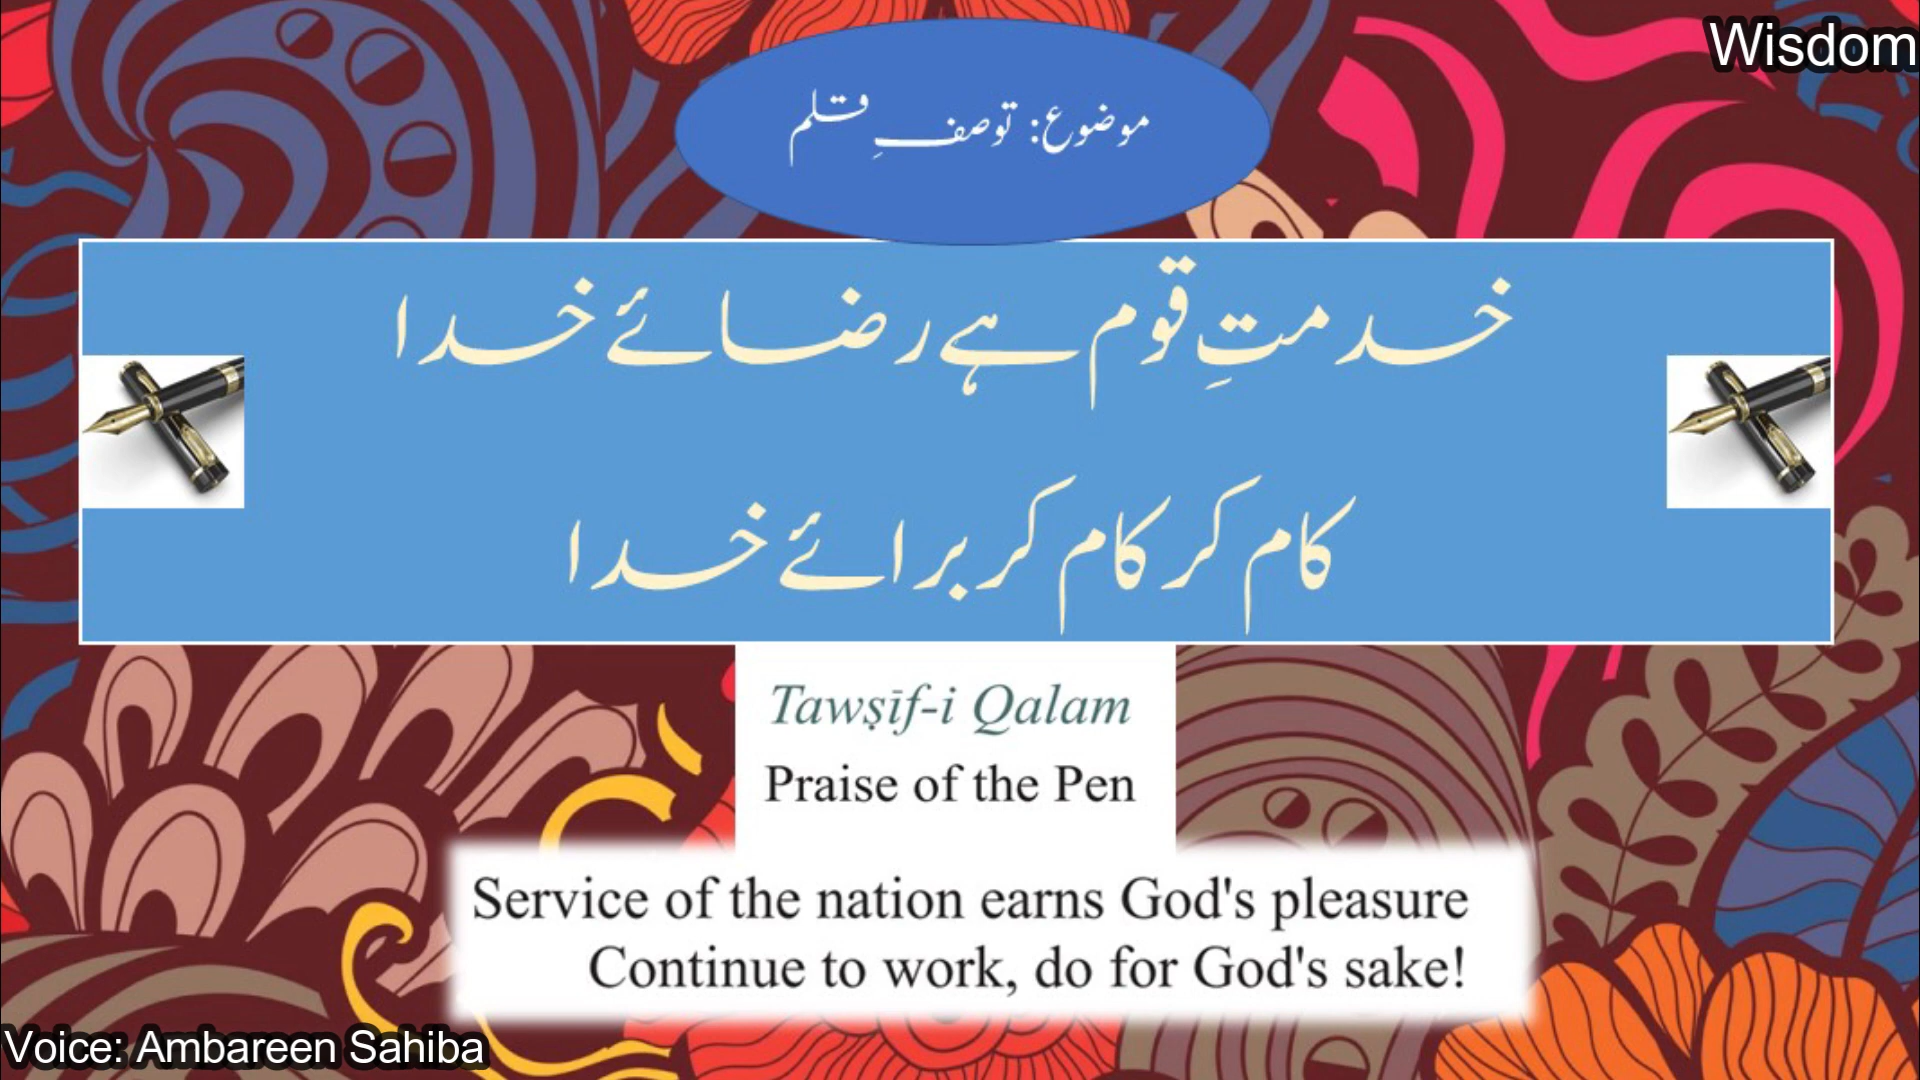 Wisdom
موضوع: توصفِ قلم
خدمتِ قوم ہے رضائے خدا
کام کر کام کر برائے خدا
Tawṣīf-i Qalam
Praise of the Pen
Service of the nation earns God's pleasure
Continue to work, do for God's sake!
Voice: Ambareen Sahiba